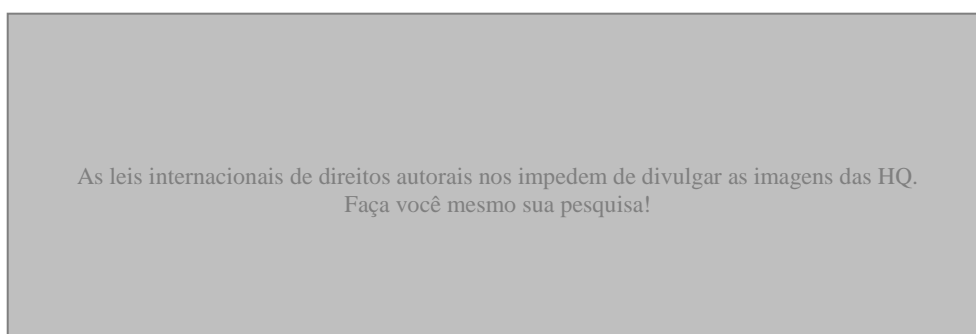 As leis internacionais de direitos autorais nos impedem de divulgar as imagens das HQ.
Faça você mesmo sua pesquisa!